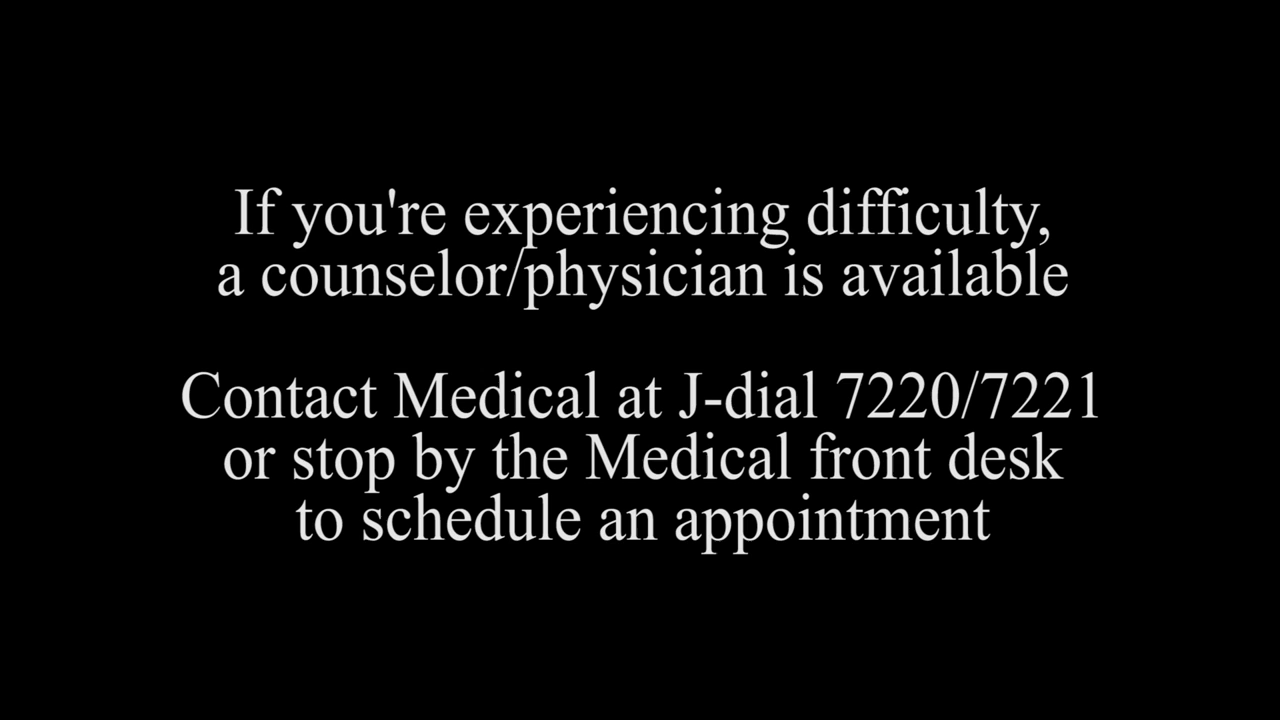 If you're experiencing difficulty,
a counselor/physician is available
Contact Medical at J-dial 7220/7221
or stop by the Medical front desk
to schedule an appointment